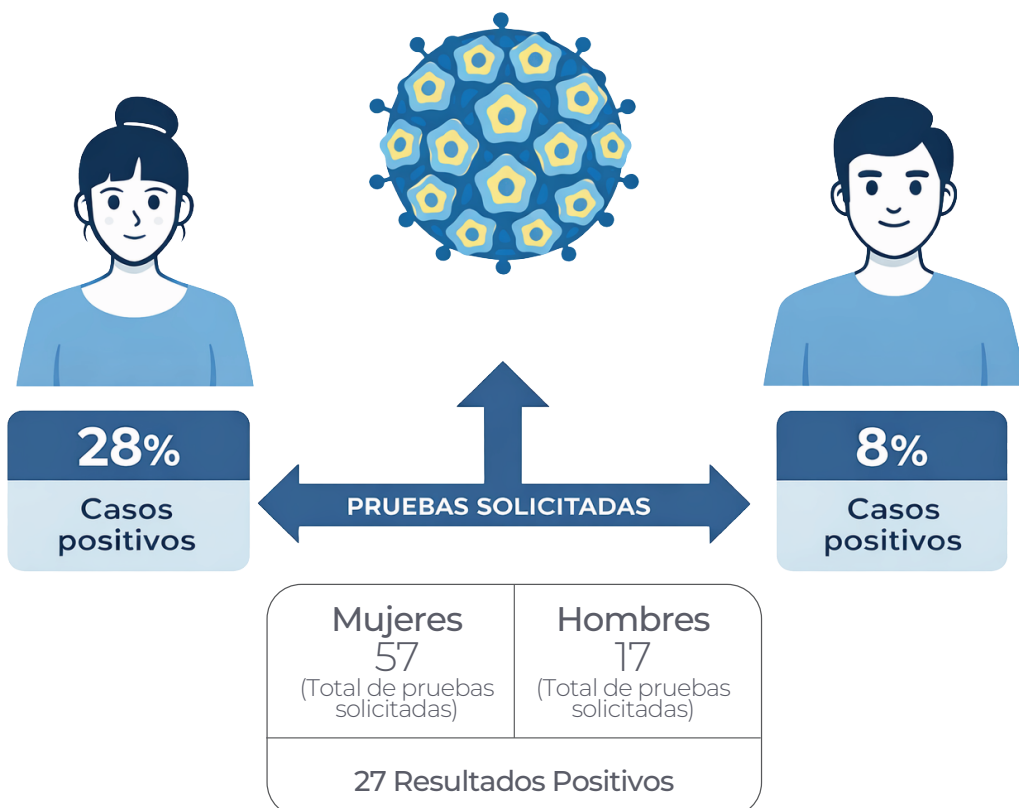 28%
Casos
positivos
PRUEBAS SOLICITADAS
8%
Casos
positivos
Mujeres
57
(Total de pruebas
solicitadas)
Hombres
17
(Total de pruebas
solicitadas)
27 Resultados Positivos